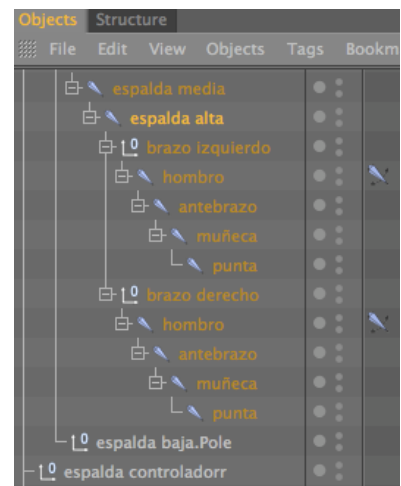 Objects Structure
File Edit View Objects Tags Bookm
espalda media
espalda alta
brazo izquierdo
hombro
antebrazo
muñeca
punta
brazo derecho
hombro
antebrazo
muñeca
punta
espalda baja.Pole
espalda controladorr